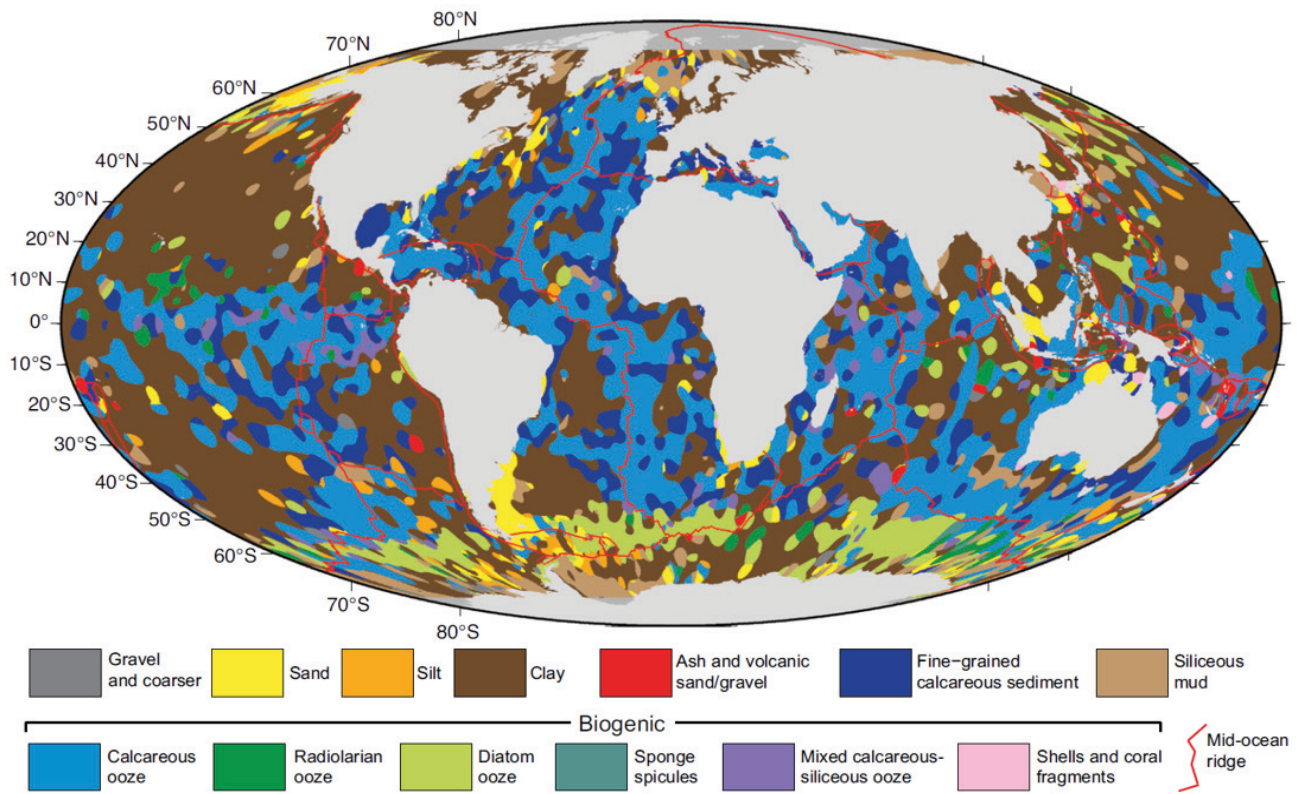 80°N
70°N
60°N
50°N
40°N
30°N
20°N
10°N
0°
10°S
20°S
30°S
40°S
50°S
60°S
70°S
80°S
Gravel
and coarser
Sand
Silt
Clay
Ash and volcanic
sand/gravel
Fine−grained
calcareous sediment
Siliceous
mud
Biogenic
Calcareous
ooze
Radiolarian
ooze
Diatom
ooze
Sponge
spicules
Mixed calcareous-
siliceous ooze
Shells and coral
fragments
Mid-ocean
ridge